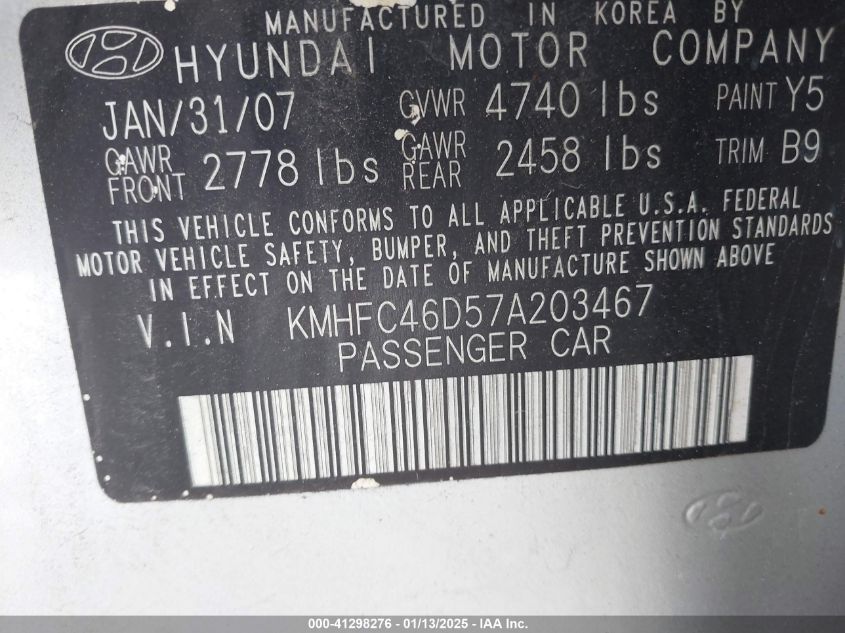 MANUFACTURED IN KOREA BY
HYUNDAI MOTOR COMPANY
JAN/31/07 GVWR 4740 lbs PAINT Y5
GAWR FRONT 2778 lbs GAWR REAR 2458 lbs TRIM B9
THIS VEHICLE CONFORMS TO ALL APPLICABLE U.S.A. FEDERAL
MOTOR VEHICLE SAFETY, BUMPER, AND THEFT PREVENTION STANDARDS
IN EFFECT ON THE DATE OF MANUFACTURE SHOWN ABOVE
V.I.N KMHFC46D57A203467
PASSENGER CAR
000-41298276 - 01/13/2025 - IAA Inc.